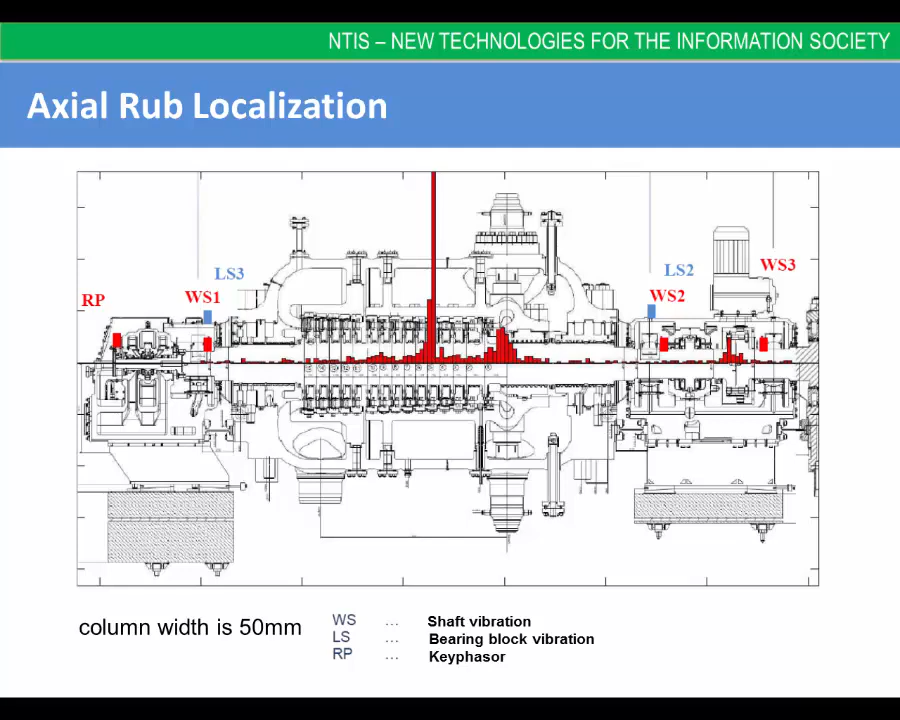 NTIS – NEW TECHNOLOGIES FOR THE INFORMATION SOCIETY
Axial Rub Localization
LS3
WS1
RP
LS2
WS2
WS3
column width is 50mm
WS ... Shaft vibration
LS ... Bearing block vibration
RP ... Keyphasor